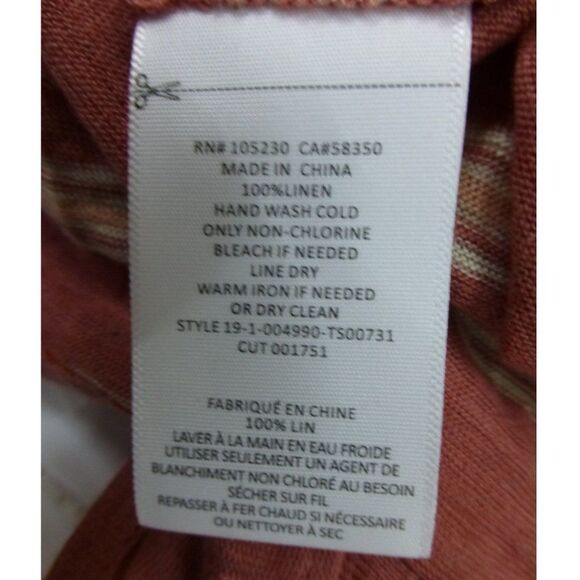 RN# 105230 CA#58350
MADE IN CHINA
100%LINEN
HAND WASH COLD
ONLY NON-CHLORINE
BLEACH IF NEEDED
LINE DRY
WARM IRON IF NEEDED
OR DRY CLEAN
STYLE 19-1-004990-TS00731
CUT 001751
FABRIQUÉ EN CHINE
100% LIN
LAVER À LA MAIN EN EAU FROIDE
UTILISER SEULEMENT UN AGENT DE
BLANCHIMENT NON CHLORÉ AU BESOIN
SÉCHER SUR FIL
REPASSER À FER CHAUD SI NÉCESSAIRE
OU NETTOYER À SEC